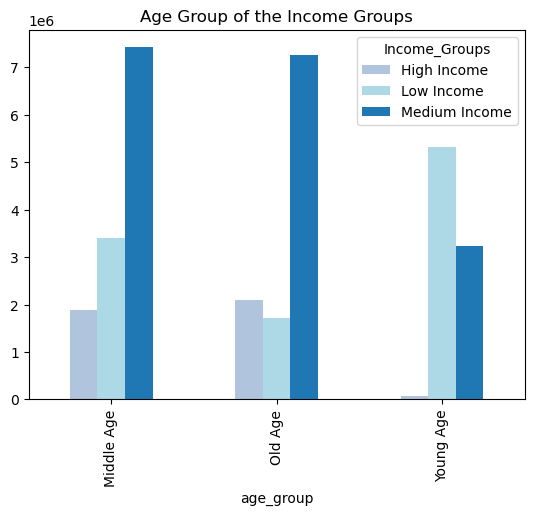 Age Group of the Income Groups
1e6
Income_Groups
High Income
Low Income
Medium Income
7
6
5
4
3
2
1
0
Middle Age
Old Age
Young Age
age_group